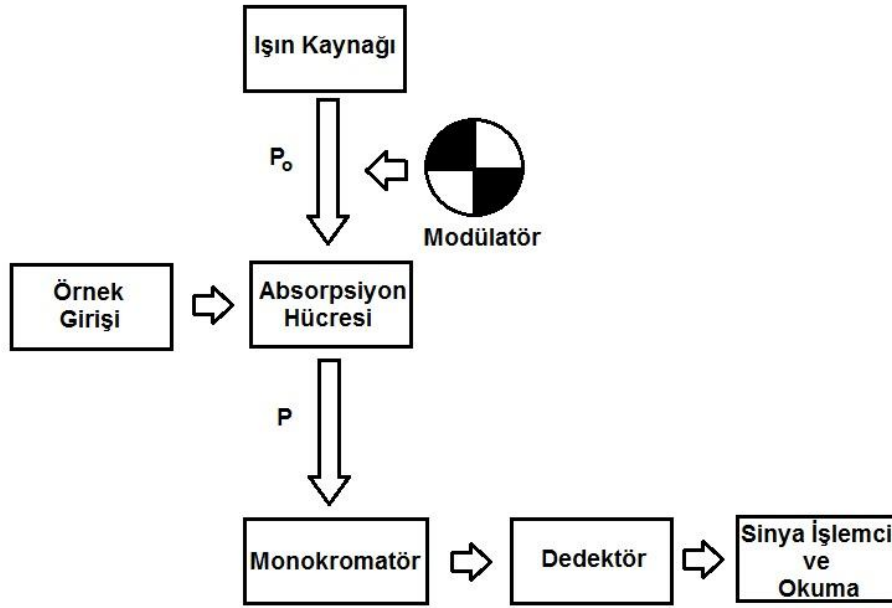 Işın Kaynağı
Po
Modülatör
Örnek
Girişi
Absorpsiyon
Hücresi
P
Monokromatör
Dedektör
Sinya İşlemci
ve
Okuma